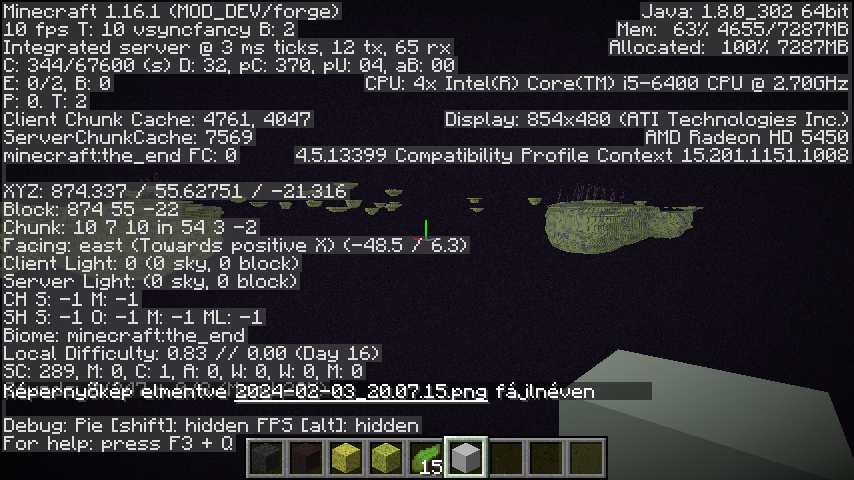 Minecraft 1.16.1 (MOD_DEV/forge)
10 fps T: 10 vsyncfancy B: 2
Integrated server @ 3 ms ticks, 12 tx, 65 rx
C: 344/67600 (s) D: 32, pC: 370, pU: 04, aB: 00
E: 0/2, B: 0
P: 0. T: 2
Client Chunk Cache: 4761, 4047
ServerChunkCache: 7569
minecraft:the_end FC: 0
Java: 1.8.0_302 64bit
Mem: 63% 4655/7287MB
Allocated: 100% 7287MB
CPU: 4x Intel(R) Core(TM) i5-6400 CPU @ 2.70GHz
Display: 854x480 (ATI Technologies Inc.)
AMD Radeon HD 5450
4.5.13399 Compatibility Profile Context 15.201.1151.1008
XYZ: 874.337 / 55.62751 / -21.316
Block: 874 55 -22
Chunk: 10 7 10 in 54 3 -2
Facing: east (Towards positive X) (-48.5 / 6.3)
Client Light: 0 (0 sky, 0 block)
Server Light: (0 sky, 0 block)
CH S: -1 M: -1
SH S: -1 O: -1 M: -1 ML: -1
Biome: minecraft:the_end
Local Difficulty: 0.83 // 0.00 (Day 16)
SC: 289, M: 0, C: 1, A: 0, W: 0, W: 0, M: 0
Képernyőkép elmentve 2024-02-03_20.07.15.png fájlnéven
Debug: Pie [shift]: hidden FPS [alt]: hidden
For help: press F3 + Q
15